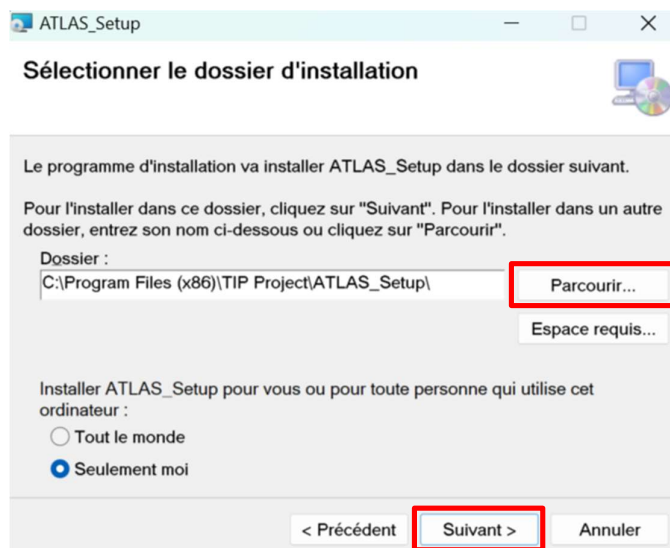 ATLAS_Setup
Sélectionner le dossier d'installation
Le programme d'installation va installer ATLAS_Setup dans le dossier suivant.
Pour l'installer dans ce dossier, cliquez sur "Suivant". Pour l'installer dans un autre
dossier, entrez son nom ci-dessous ou cliquez sur "Parcourir".
Dossier :
C:\Program Files (x86)\TIP Project\ATLAS_Setup\
Parcourir...
Espace requis...
Installer ATLAS_Setup pour vous ou pour toute personne qui utilise cet
ordinateur :
Tout le monde
Seulement moi
< Précédent
Suivant >
Annuler